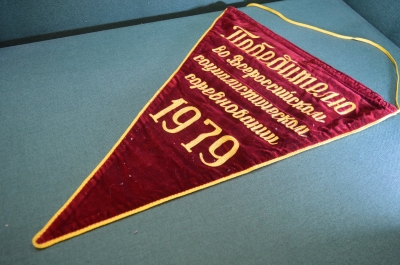 Победителю
во Всероссийском
социалистическом
соревновании
1979